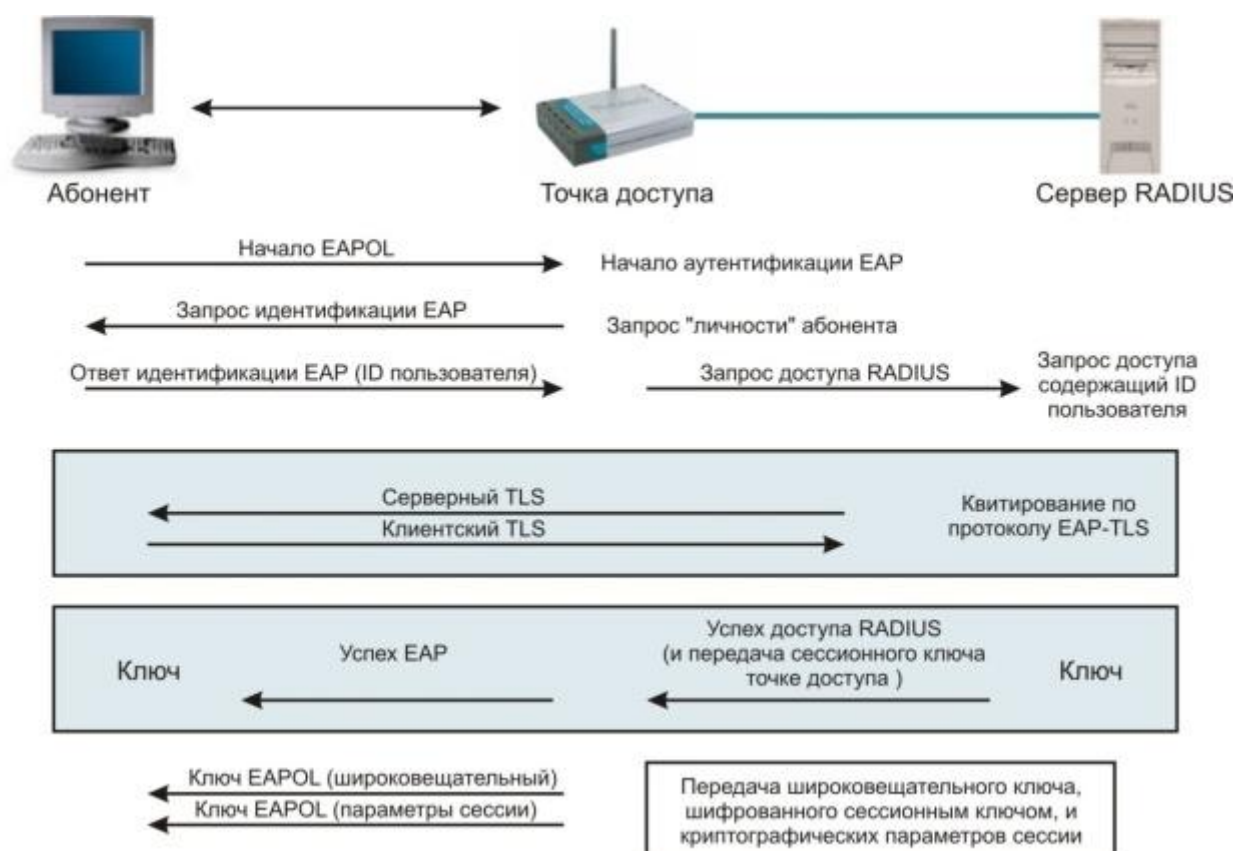 Абонент
Точка доступа
Сервер RADIUS
Начало EAPOL
Начало аутентификации EAP
Запрос идентификации EAP
Запрос "личности" абонента
Ответ идентификации EAP (ID пользователя)
Запрос доступа RADIUS
Запрос доступа
содержащий ID
пользователя
Серверный TLS
Клиентский TLS
Квитирование по
протоколу EAP-TLS
Ключ
Успех EAP
Успех доступа RADIUS
(и передача сессионного ключа
точке доступа )
Ключ
Ключ EAPOL (широковещательный)
Ключ EAPOL (параметры сессии)
Передача широковещательного ключа,
шифрованного сессионным ключом, и
криптографических параметров сессии